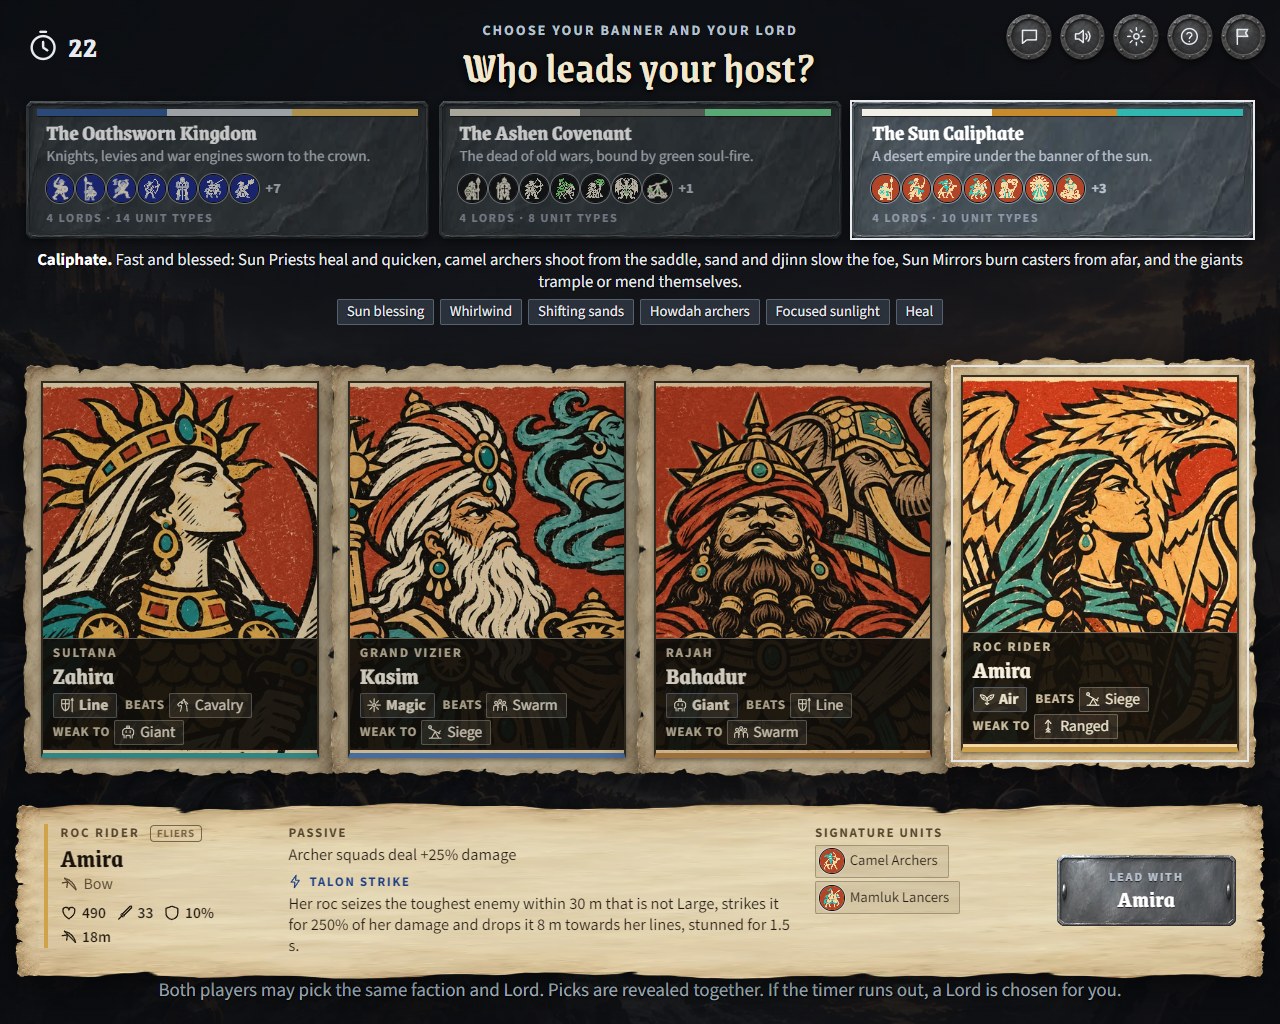 22
CHOOSE YOUR BANNER AND YOUR LORD
Who leads your host?
The Oathsworn Kingdom
Knights, levies and war engines sworn to the crown.
+7
4 LORDS · 14 UNIT TYPES
The Ashen Covenant
The dead of old wars, bound by green soul-fire.
+1
4 LORDS · 8 UNIT TYPES
The Sun Caliphate
A desert empire under the banner of the sun.
+3
4 LORDS · 10 UNIT TYPES
Caliphate. Fast and blessed: Sun Priests heal and quicken, camel archers shoot from the saddle, sand and djinn slow the foe, Sun Mirrors burn casters from afar, and the giants
trample or mend themselves.
Sun blessing Whirlwind Shifting sands Howdah archers Focused sunlight Heal
SULTANA
Zahira
Line BEATS Cavalry
WEAK TO Giant
GRAND VIZIER
Kasim
Magic BEATS Swarm
WEAK TO Siege
RAJAH
Bahadur
Giant BEATS Line
WEAK TO Swarm
ROC RIDER
Amira
Air BEATS Siege
WEAK TO Ranged
ROC RIDER FLIERS
Amira
Bow
490 33 10%
18m
PASSIVE
Archer squads deal +25% damage
TALON STRIKE
Her roc seizes the toughest enemy within 30 m that is not Large, strikes it
for 250% of her damage and drops it 8 m towards her lines, stunned for 1.5
s.
SIGNATURE UNITS
Camel Archers
Mamluk Lancers
LEAD WITH
Amira
Both players may pick the same faction and Lord. Picks are revealed together. If the timer runs out, a Lord is chosen for you.